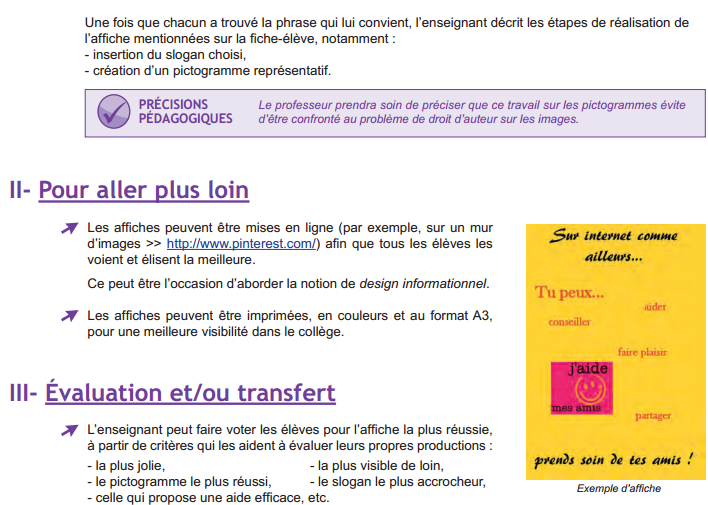 Une fois que chacun a trouvé la phrase qui lui convient, l'enseignant décrit les étapes de réalisation de
l'affiche mentionnées sur la fiche-élève, notamment :
- insertion du slogan choisi,
- création d'un pictogramme représentatif.
PRÉCISIONS
PÉDAGOGIQUES
Le professeur prendra soin de préciser que ce travail sur les pictogrammes évite
d'être confronté au problème de droit d'auteur sur les images.
II- Pour aller plus loin
Les affiches peuvent être mises en ligne (par exemple, sur un mur
d'images >> http://www.pinterest.com/) afin que tous les élèves les
voient et élisent la meilleure.
Ce peut être l'occasion d'aborder la notion de design informationnel.
Les affiches peuvent être imprimées, en couleurs et au format A3,
pour une meilleure visibilité dans le collège.
III- Évaluation et/ou transfert
L'enseignant peut faire voter les élèves pour l'affiche la plus réussie,
à partir de critères qui les aident à évaluer leurs propres productions :
- la plus jolie, - la plus visible de loin,
- le pictogramme le plus réussi, - le slogan le plus accrocheur,
- celle qui propose une aide efficace, etc.
Sur internet comme
ailleurs...
Tu peux...
aider
conseiller
faire plaisir
j'aide
mes amis
partager
prends soin de tes amis !
Exemple d'affiche